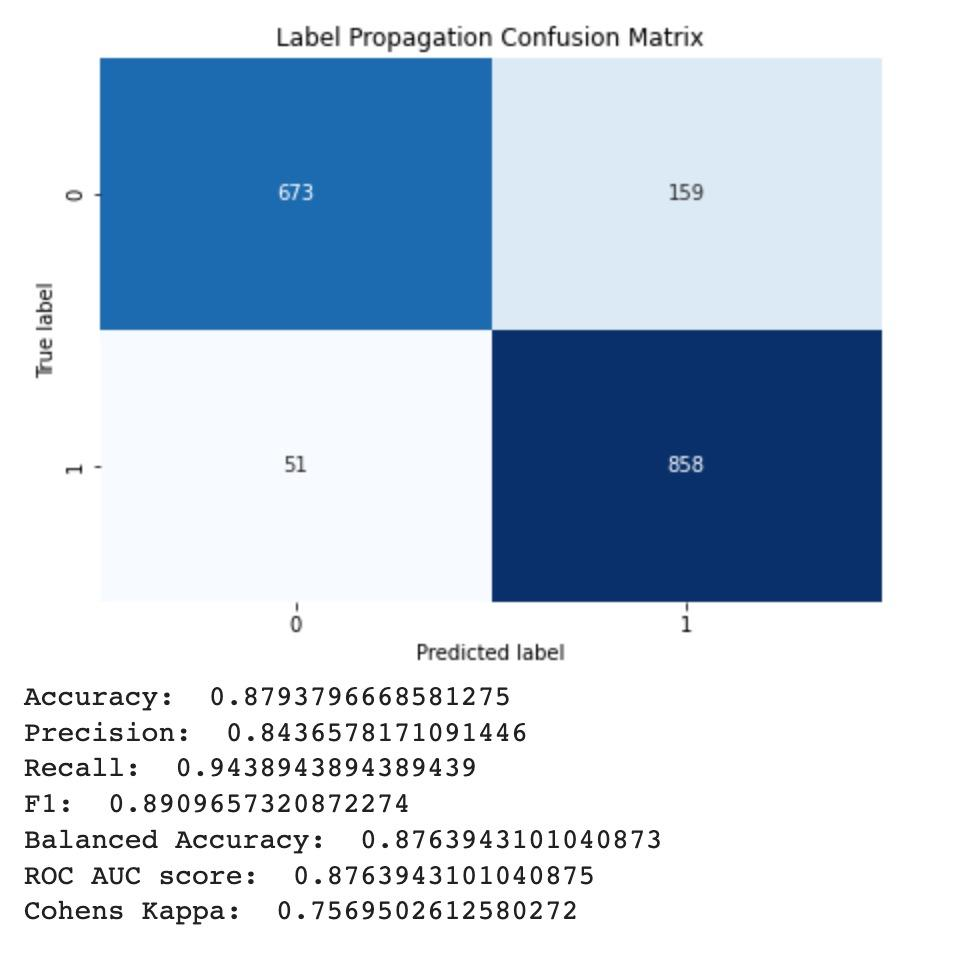 Label Propagation Confusion Matrix
673 159
51 858
0
1
True label
0 1
Predicted label
Accuracy: 0.8793796668581275
Precision: 0.8436578171091446
Recall: 0.9438943894389439
F1: 0.8909657320872274
Balanced Accuracy: 0.8763943101040873
ROC AUC score: 0.8763943101040875
Cohens Kappa: 0.7569502612580272